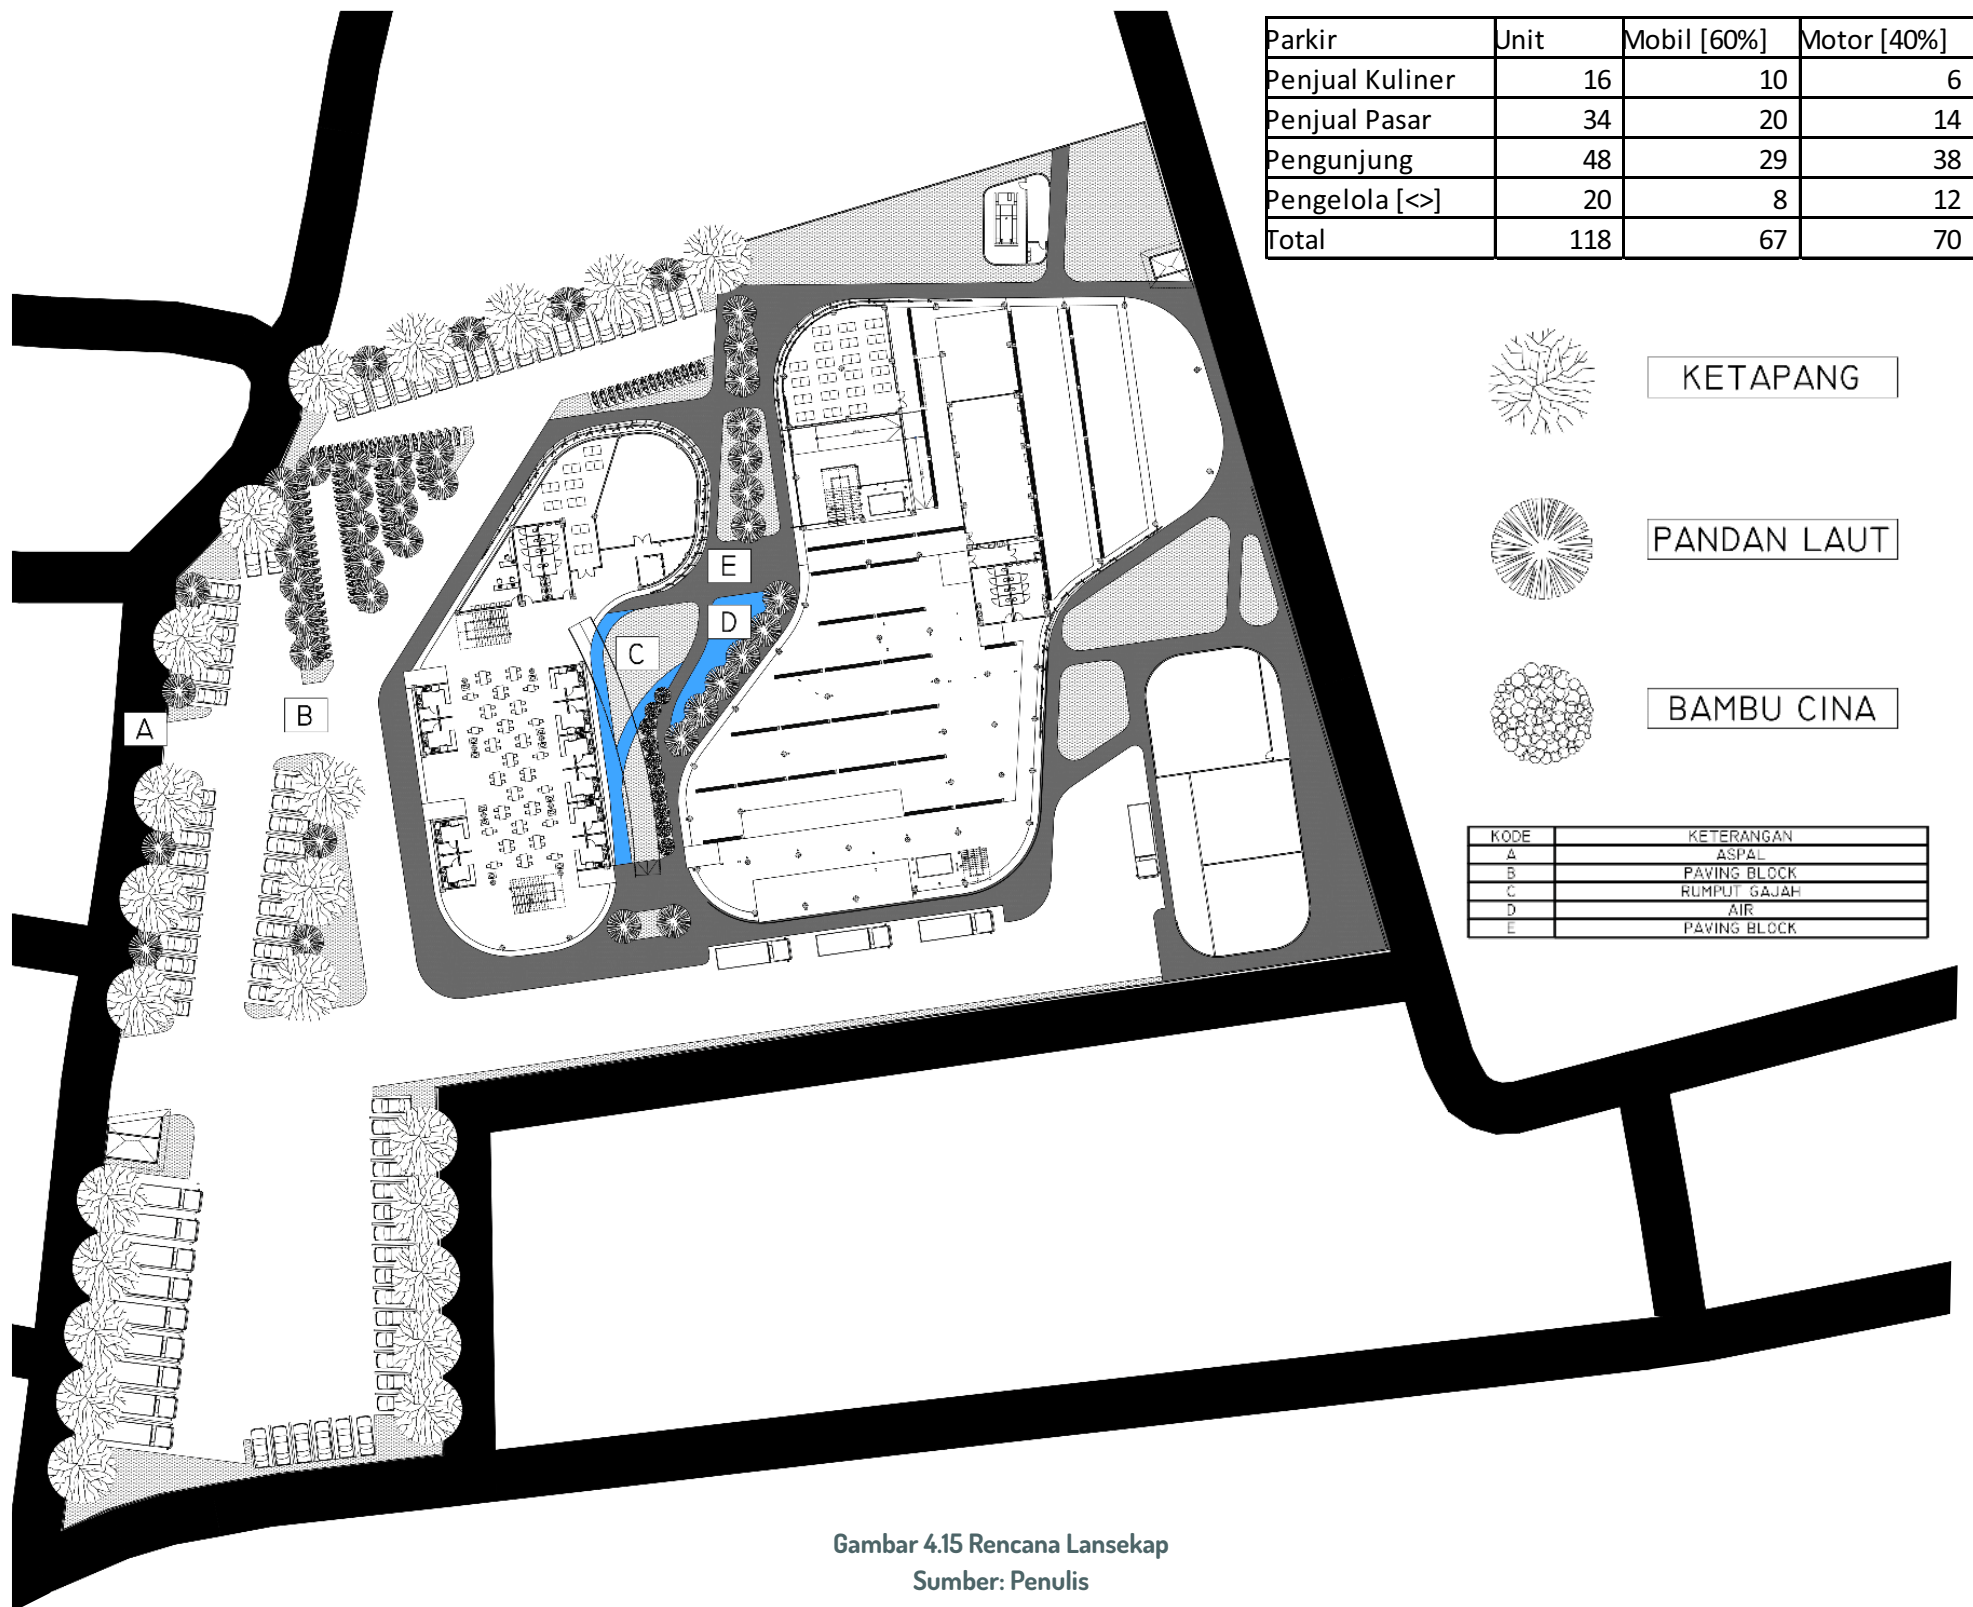 Parkir Unit Mobil [60%] Motor [40%]
Penjual Kuliner 16 10 6
Penjual Pasar 34 20 14
Pengunjung 48 29 38
Pengelola [<>] 20 8 12
Total 118 67 70
KETAPANG
PANDAN LAUT
BAMBU CINA
E
D
C
B
A
KODE KETERANGAN
A ASPAL
B PAVING BLOCK
C RUMPUT GAJAH
D AIR
E PAVING BLOCK
Gambar 4.15 Rencana Lansekap
Sumber: Penulis